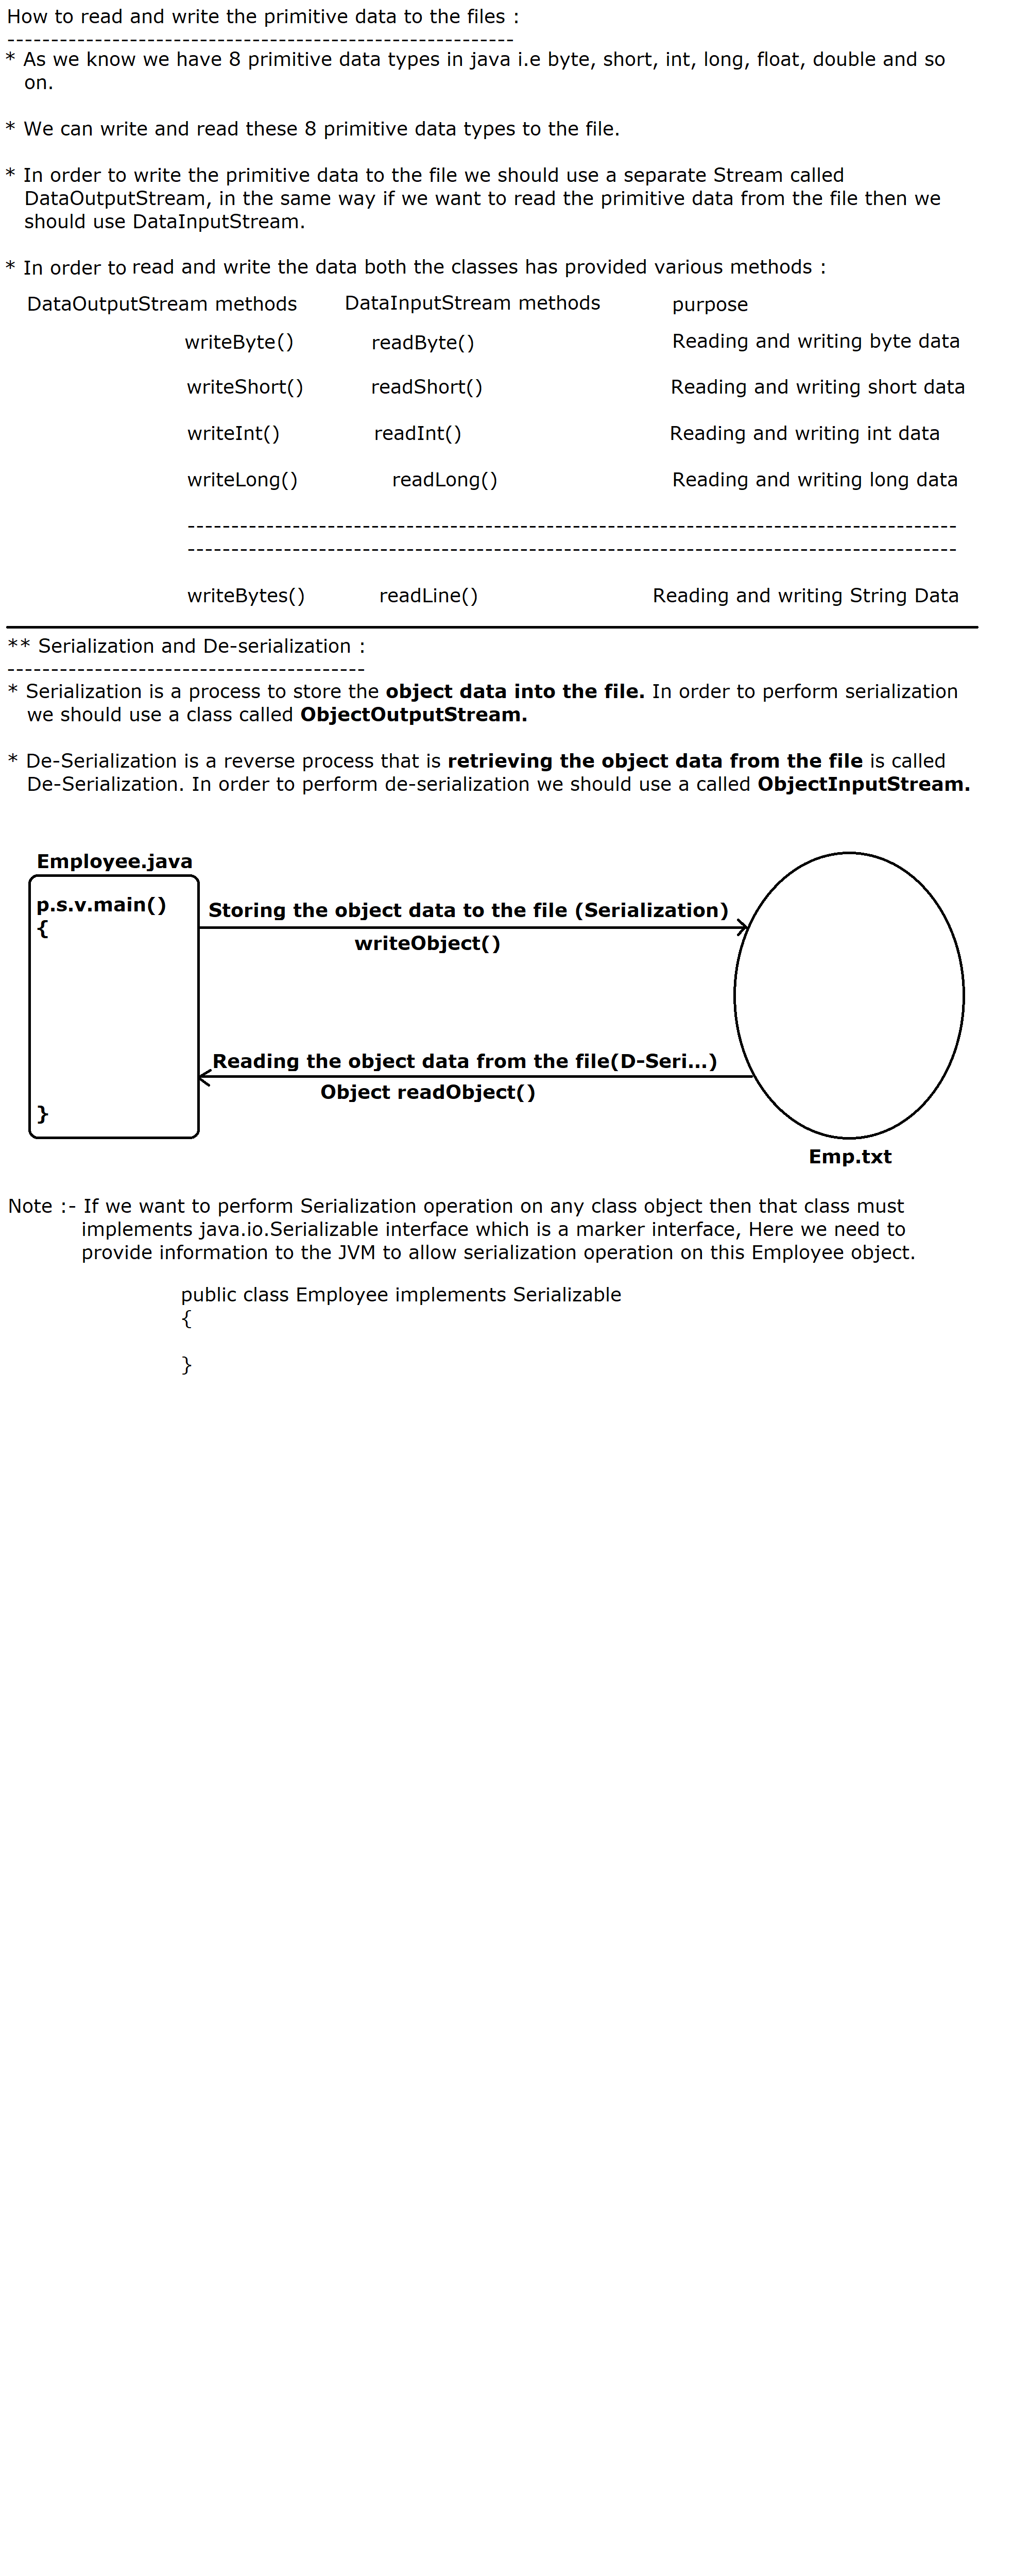 How to read and write the primitive data to the files :
----------------------------------------------------------
* As we know we have 8 primitive data types in java i.e byte, short, int, long, float, double and so
on.
* We can write and read these 8 primitive data types to the file.
* In order to write the primitive data to the file we should use a separate Stream called
DataOutputStream, in the same way if we want to read the primitive data from the file then we
should use DataInputStream.
* In order to read and write the data both the classes has provided various methods :
DataOutputStream methods DataInputStream methods purpose
writeByte() readByte() Reading and writing byte data
writeShort() readShort() Reading and writing short data
writeInt() readInt() Reading and writing int data
writeLong() readLong() Reading and writing long data
----------------------------------------------------------------------------------------
----------------------------------------------------------------------------------------
writeBytes() readLine() Reading and writing String Data
** Serialization and De-serialization :
-----------------------------------------
* Serialization is a process to store the object data into the file. In order to perform serialization
we should use a class called ObjectOutputStream.
* De-Serialization is a reverse process that is retrieving the object data from the file is called
De-Serialization. In order to perform de-serialization we should use a called ObjectInputStream.
Employee.java
p.s.v.main()
{
Storing the object data to the file (Serialization)
writeObject()
Reading the object data from the file(D-Seri...)
Object readObject()
}
Emp.txt
Note :- If we want to perform Serialization operation on any class object then that class must
implements java.io.Serializable interface which is a marker interface, Here we need to
provide information to the JVM to allow serialization operation on this Employee object.
public class Employee implements Serializable
{
}